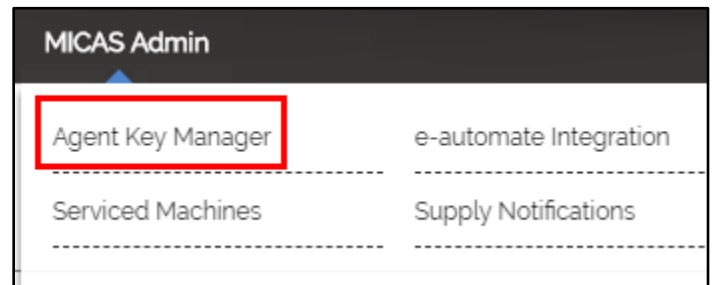 MICAS Admin
Agent Key Manager
e-automate Integration
Serviced Machines
Supply Notifications